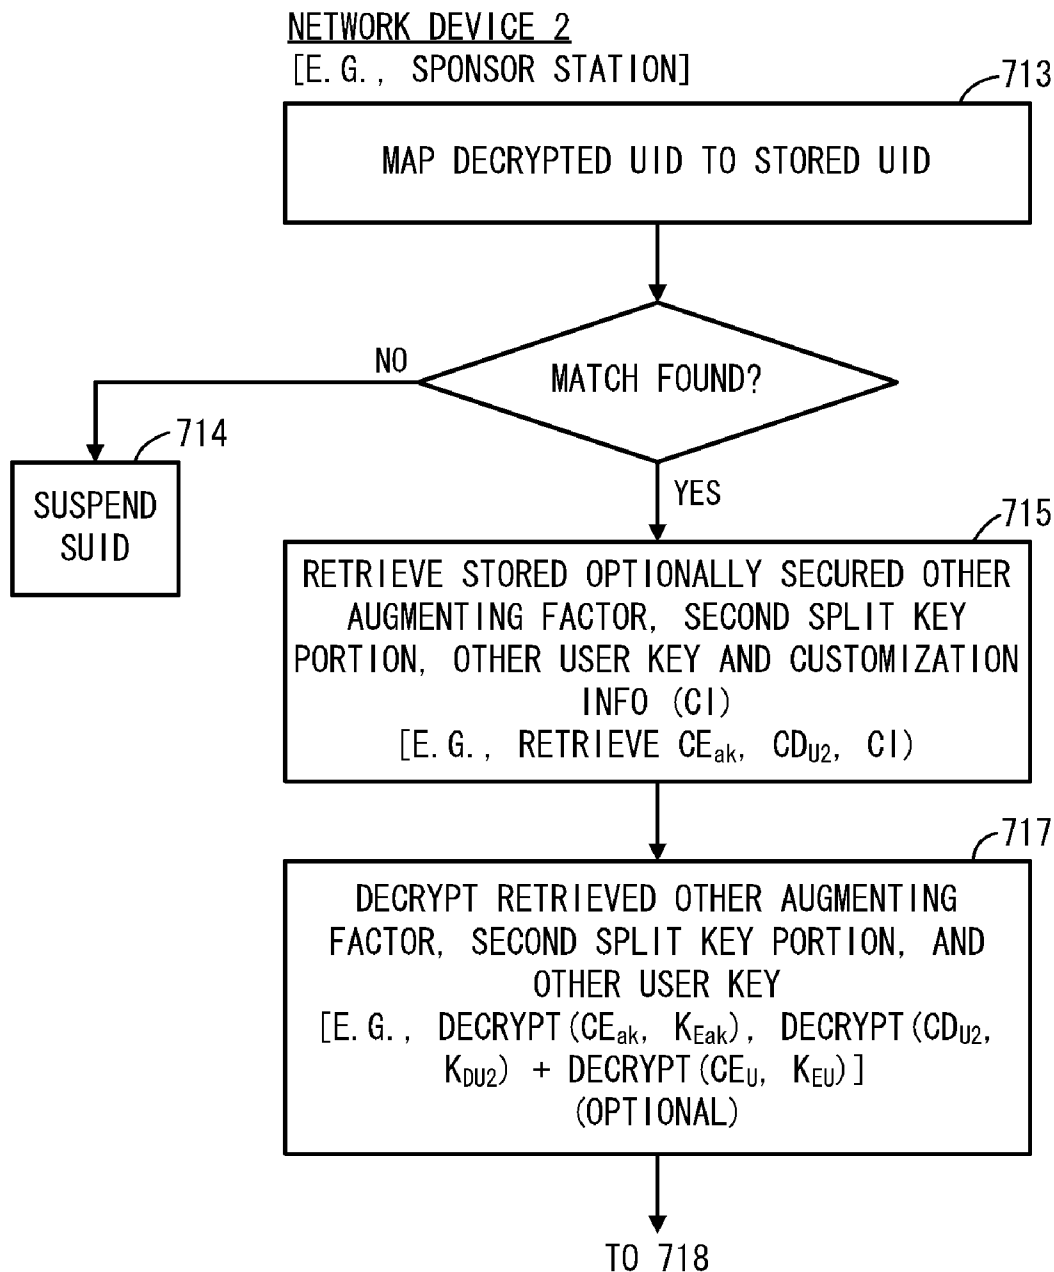 NETWORK DEVICE 2
[E.G., SPONSOR STATION]
713
MAP DECRYPTED UID TO STORED UID
MATCH FOUND?
NO
714
SUSPEND
SUID
YES
715
RETRIEVE STORED OPTIONALLY SECURED OTHER
AUGMENTING FACTOR, SECOND SPLIT KEY
PORTION, OTHER USER KEY AND CUSTOMIZATION
INFO (CI)
[E.G., RETRIEVE CEak, CDU2, CI)
717
DECRYPT RETRIEVED OTHER AUGMENTING
FACTOR, SECOND SPLIT KEY PORTION, AND
OTHER USER KEY
[E.G., DECRYPT(CEak, KEak), DECRYPT(CDU2,
KDU2) + DECRYPT(CEU, KEU)]
(OPTIONAL)
TO 718